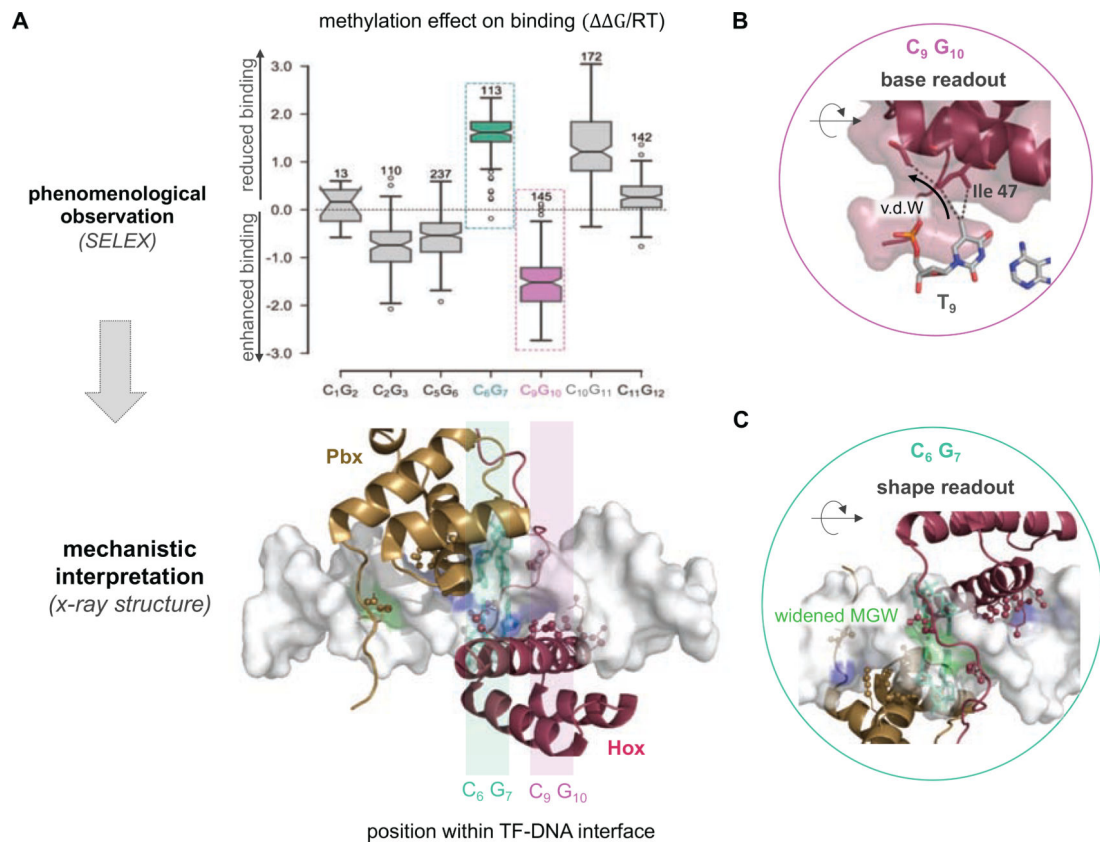 A
methylation effect on binding (ΔΔG/RT)
reduced binding
enhanced binding
3.0
2.0
1.0
0.0
-1.0
-2.0
-3.0
13
110
237
113
145
172
142
C₁G₂
C₂G₃
C₅G₆
C₆G₇
C₉G₁₀
C₁₀G₁₁
C₁₁G₁₂
phenomenological
observation
(SELEX)
mechanistic
interpretation
(x-ray structure)
Pbx
Hox
C₆ G₇
C₉ G₁₀
position within TF-DNA interface
B
C₉ G₁₀
base readout
Ile 47
v.d.W
T₉
C
C₆ G₇
shape readout
widened MGW